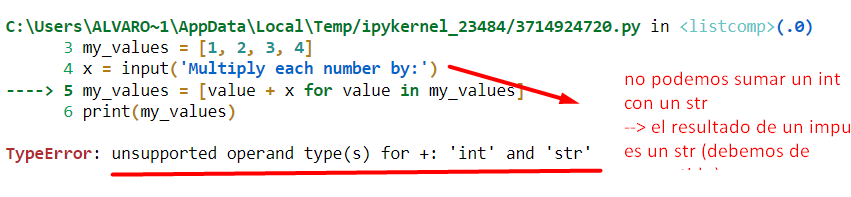 C:\Users\ALVARO~1\AppData\Local\Temp/ipykernel_23484/3714924720.py in <listcomp>(.0)
3 my_values = [1, 2, 3, 4]
4 x = input('Multiply each number by:')
----> 5 my_values = [value + x for value in my_values]
6 print(my_values)
TypeError: unsupported operand type(s) for +: 'int' and 'str'
no podemos sumar un int
con un str
--> el resultado de un impu
es un str (debemos de